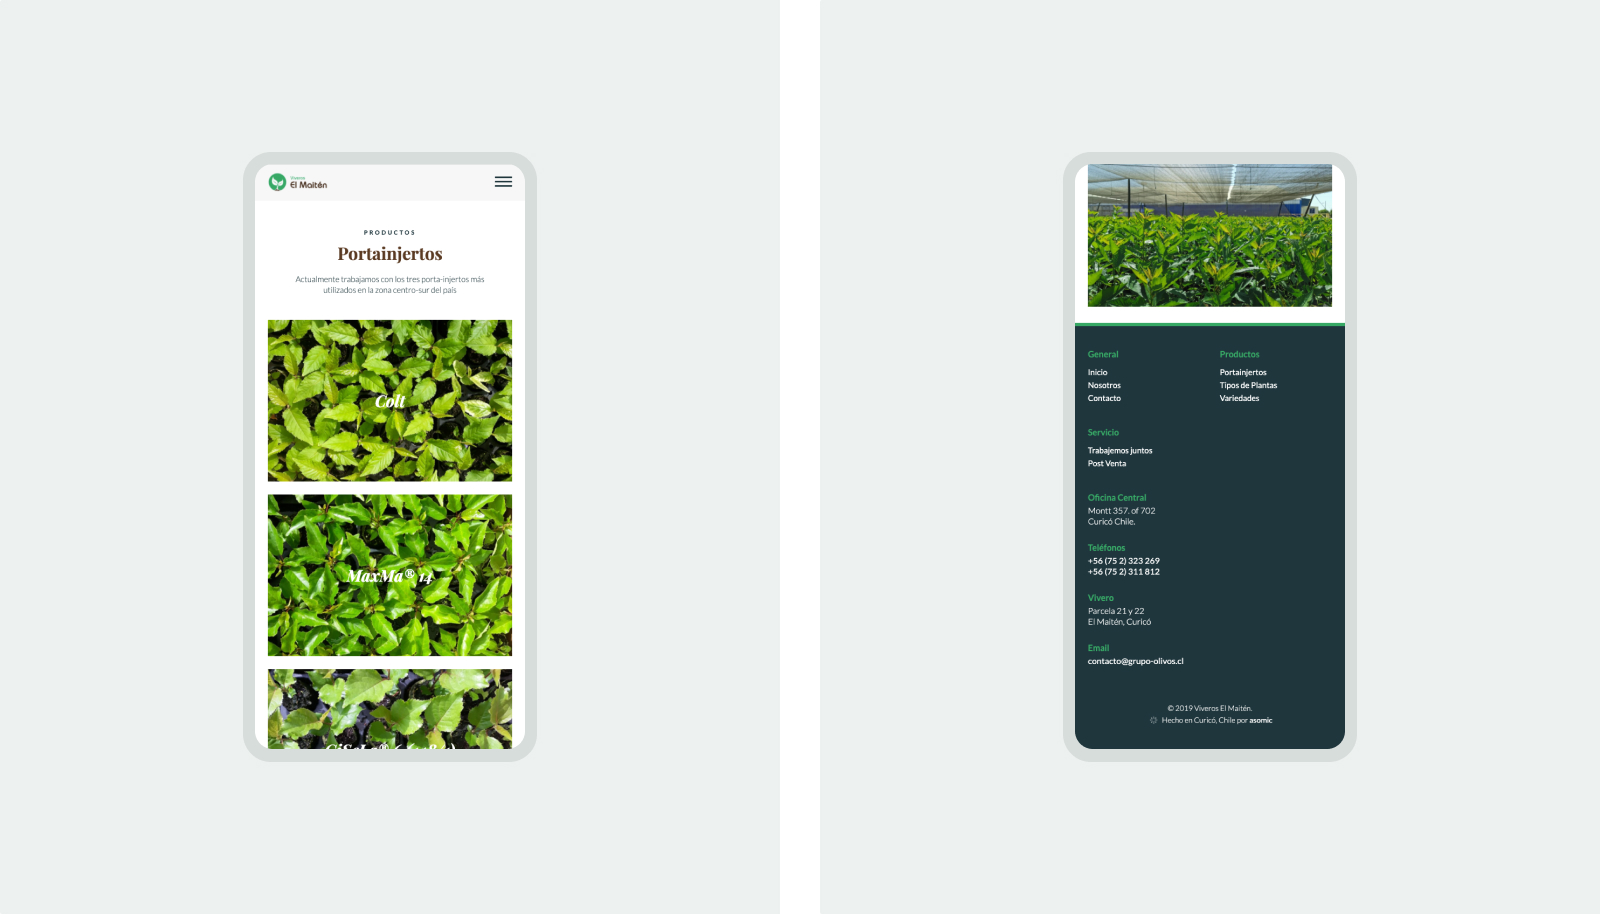 Viveros
El Maitén
PRODUCTOS
Portainjertos
Actualmente trabajamos con los tres porta-injertos más
utilizados en la zona centro-sur del país
Colt
MaxMa® 14
General
Inicio
Nosotros
Contacto
Productos
Portainjertos
Tipos de Plantas
Variedades
Servicio
Trabajemos juntos
Post Venta
Oficina Central
Montt 357. of 702
Curicó Chile.
Teléfonos
+56 (75 2) 323 269
+56 (75 2) 311 812
Vivero
Parcela 21 y 22
El Maitén, Curicó
Email
contacto@grupo-olivos.cl
© 2019 Viveros El Maitén.
Hecho en Curicó, Chile por asomic